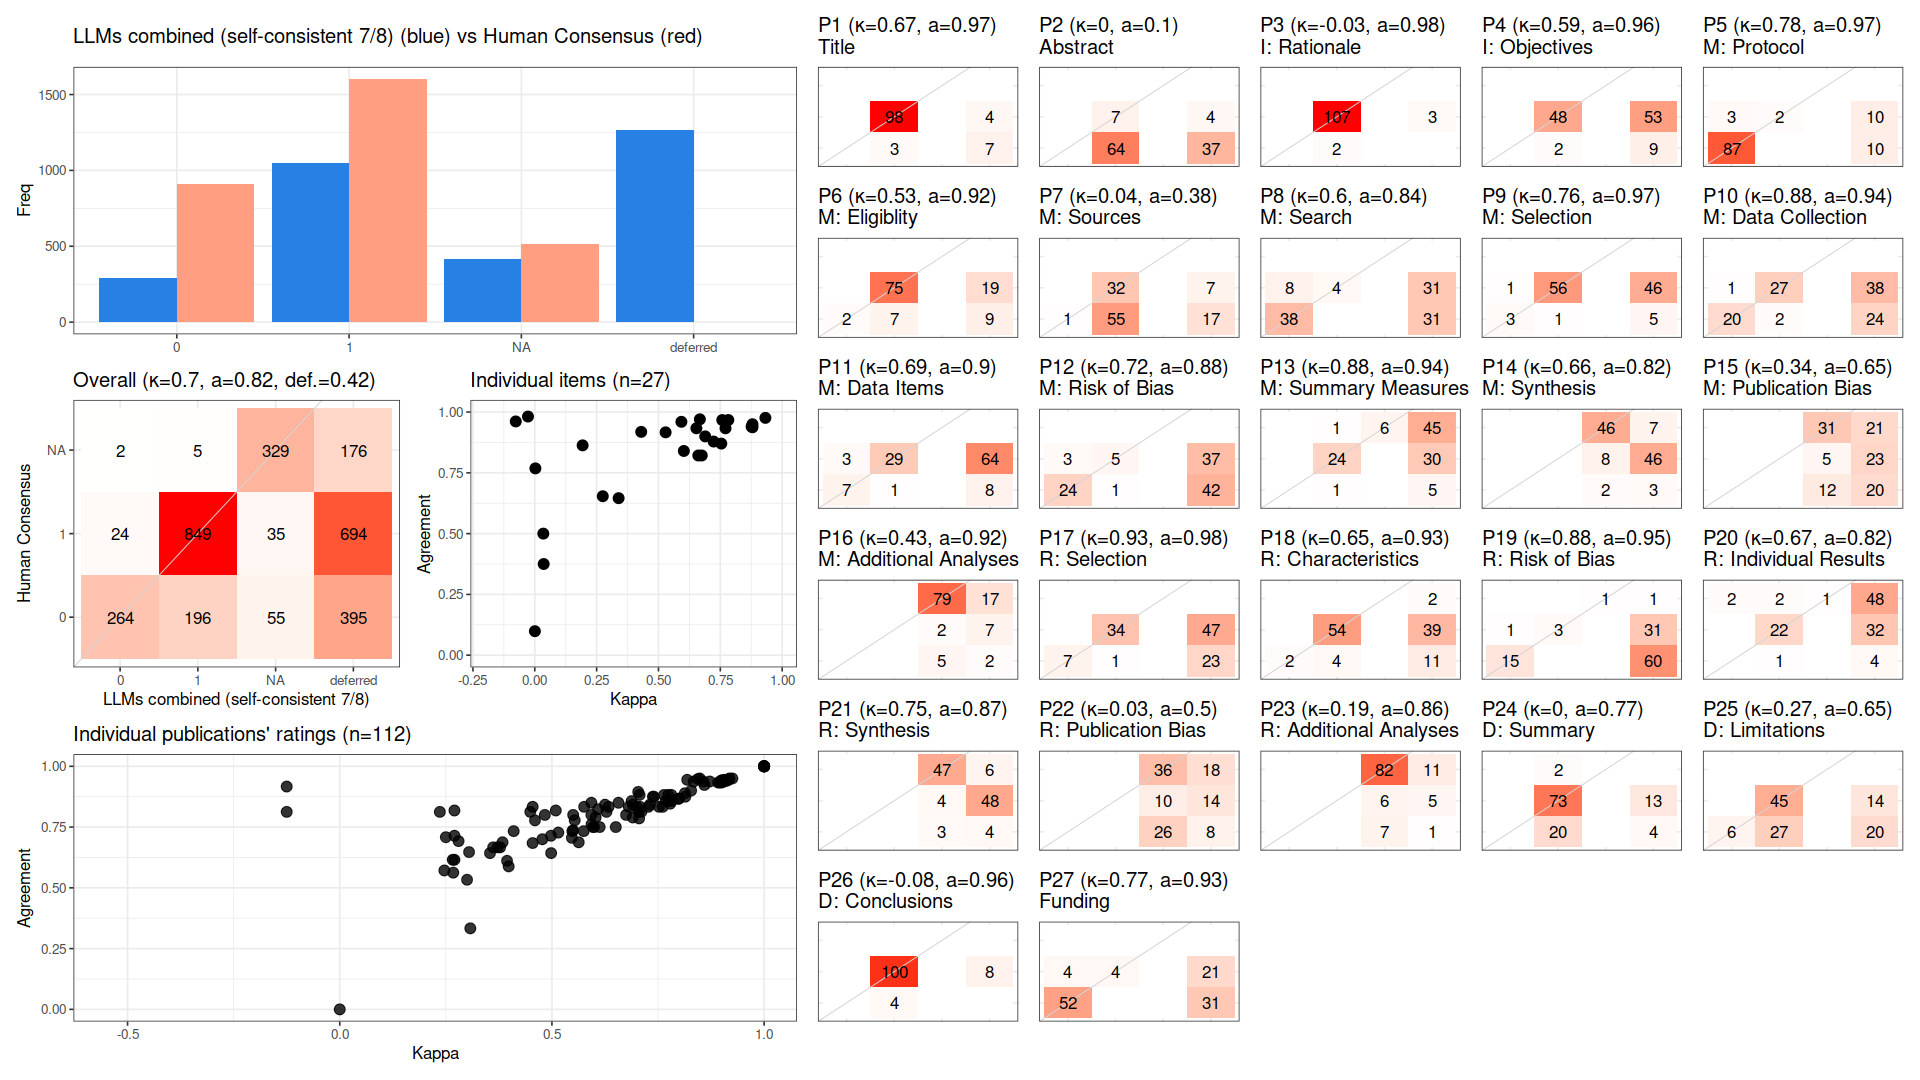 LLMs combined (self-consistent 7/8) (blue) vs Human Consensus (red)
Freq
1500
1000
500
0
0 1 NA deferred
Overall (κ=0.7, a=0.82, def.=0.42)
Human Consensus
NA 2 5 329 176
1 24 849 35 694
0 264 196 55 395
0 1 NA deferred
LLMs combined (self-consistent 7/8)
Individual items (n=27)
Agreement
1.00
0.75
0.50
0.25
0.00
-0.25 0.00 0.25 0.50 0.75 1.00
Kappa
Individual publications' ratings (n=112)
Agreement
1.00
0.75
0.50
0.25
0.00
-0.5 0.0 0.5 1.0
Kappa
P1 (κ=0.67, a=0.97)
Title
98 4
3 7
P2 (κ=0, a=0.1)
Abstract
7 4
64 37
P3 (κ=-0.03, a=0.98)
I: Rationale
107 3
2
P4 (κ=0.59, a=0.96)
I: Objectives
48 53
2 9
P5 (κ=0.78, a=0.97)
M: Protocol
3 2 10
87 10
P6 (κ=0.53, a=0.92)
M: Eligiblity
75 19
2 7 9
P7 (κ=0.04, a=0.38)
M: Sources
32 7
1 55 17
P8 (κ=0.6, a=0.84)
M: Search
8 4 31
38 31
P9 (κ=0.76, a=0.97)
M: Selection
1 56 46
3 1 5
P10 (κ=0.88, a=0.94)
M: Data Collection
1 27 38
20 2 24
P11 (κ=0.69, a=0.9)
M: Data Items
3 29 64
7 1 8
P12 (κ=0.72, a=0.88)
M: Risk of Bias
3 5 37
24 1 42
P13 (κ=0.88, a=0.94)
M: Summary Measures
1 6 45
24 30
1 5
P14 (κ=0.66, a=0.82)
M: Synthesis
46 7
8 46
2 3
P15 (κ=0.34, a=0.65)
M: Publication Bias
31 21
5 23
12 20
P16 (κ=0.43, a=0.92)
M: Additional Analyses
79 17
2 7
5 2
P17 (κ=0.93, a=0.98)
R: Selection
34 47
7 1 23
P18 (κ=0.65, a=0.93)
R: Characteristics
2
54 39
2 4 11
P19 (κ=0.88, a=0.95)
R: Risk of Bias
1 1
1 3 31
15 60
P20 (κ=0.67, a=0.82)
R: Individual Results
2 2 1 48
22 32
1 4
P21 (κ=0.75, a=0.87)
R: Synthesis
47 6
4 48
3 4
P22 (κ=0.03, a=0.5)
R: Publication Bias
36 18
10 14
26 8
P23 (κ=0.19, a=0.86)
R: Additional Analyses
82 11
6 5
7 1
P24 (κ=0, a=0.77)
D: Summary
2
73 13
20 4
P25 (κ=0.27, a=0.65)
D: Limitations
45 14
6 27 20
P26 (κ=-0.08, a=0.96)
D: Conclusions
100 8
4
P27 (κ=0.77, a=0.93)
Funding
4 4 21
52 31